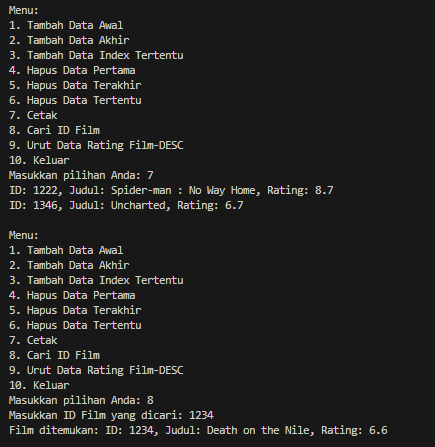 Menu:
1. Tambah Data Awal
2. Tambah Data Akhir
3. Tambah Data Index Tertentu
4. Hapus Data Pertama
5. Hapus Data Terakhir
6. Hapus Data Tertentu
7. Cetak
8. Cari ID Film
9. Urut Data Rating Film-DESC
10. Keluar
Masukkan pilihan Anda: 7
ID: 1222, Judul: Spider-man : No Way Home, Rating: 8.7
ID: 1346, Judul: Uncharted, Rating: 6.7
Menu:
1. Tambah Data Awal
2. Tambah Data Akhir
3. Tambah Data Index Tertentu
4. Hapus Data Pertama
5. Hapus Data Terakhir
6. Hapus Data Tertentu
7. Cetak
8. Cari ID Film
9. Urut Data Rating Film-DESC
10. Keluar
Masukkan pilihan Anda: 8
Masukkan ID Film yang dicari: 1234
Film ditemukan: ID: 1234, Judul: Death on the Nile, Rating: 6.6